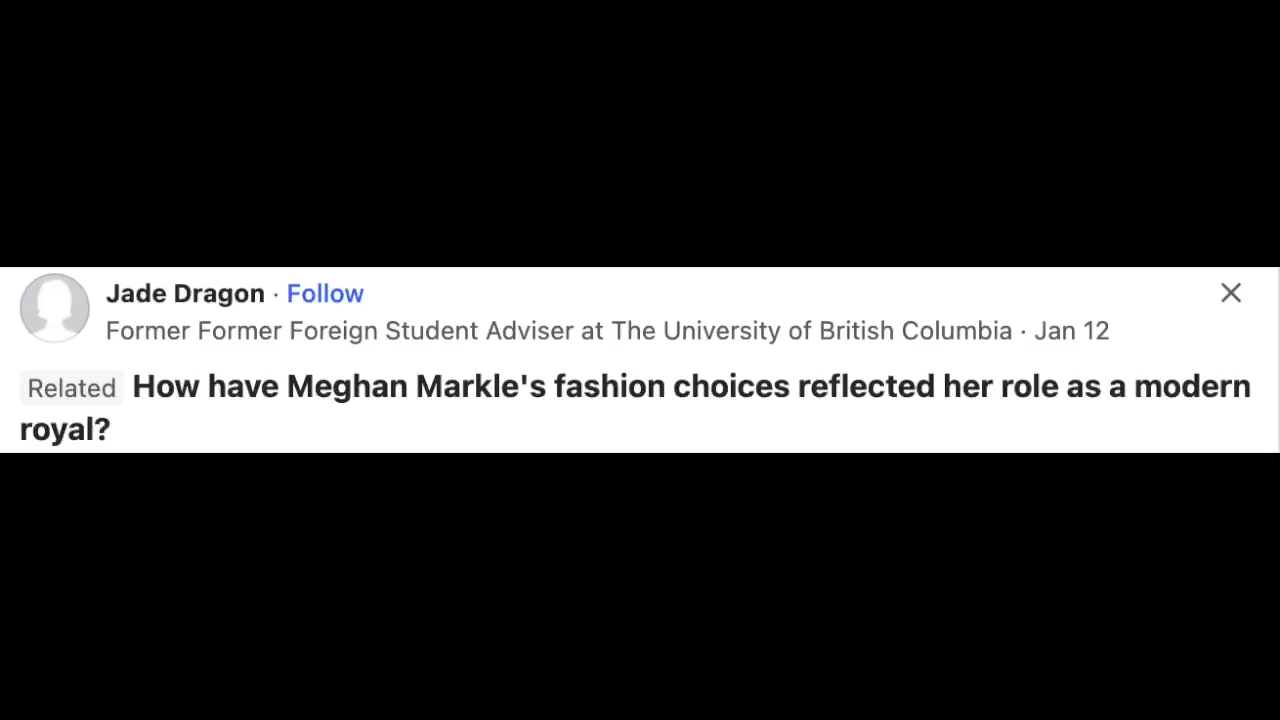 Jade Dragon · Follow
Former Former Foreign Student Adviser at The University of British Columbia · Jan 12
Related How have Meghan Markle's fashion choices reflected her role as a modern
royal?